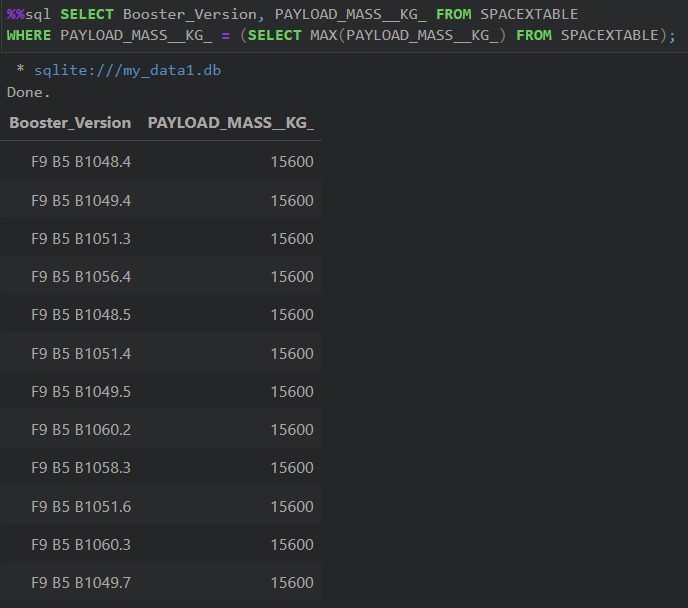 %%sql SELECT Booster_Version, PAYLOAD_MASS__KG_ FROM SPACEXTABLE
WHERE PAYLOAD_MASS__KG_ = (SELECT MAX(PAYLOAD_MASS__KG_) FROM SPACEXTABLE);
* sqlite:///my_data1.db
Done.
Booster_Version PAYLOAD_MASS__KG_
F9 B5 B1048.4 15600
F9 B5 B1049.4 15600
F9 B5 B1051.3 15600
F9 B5 B1056.4 15600
F9 B5 B1048.5 15600
F9 B5 B1051.4 15600
F9 B5 B1049.5 15600
F9 B5 B1060.2 15600
F9 B5 B1058.3 15600
F9 B5 B1051.6 15600
F9 B5 B1060.3 15600
F9 B5 B1049.7 15600